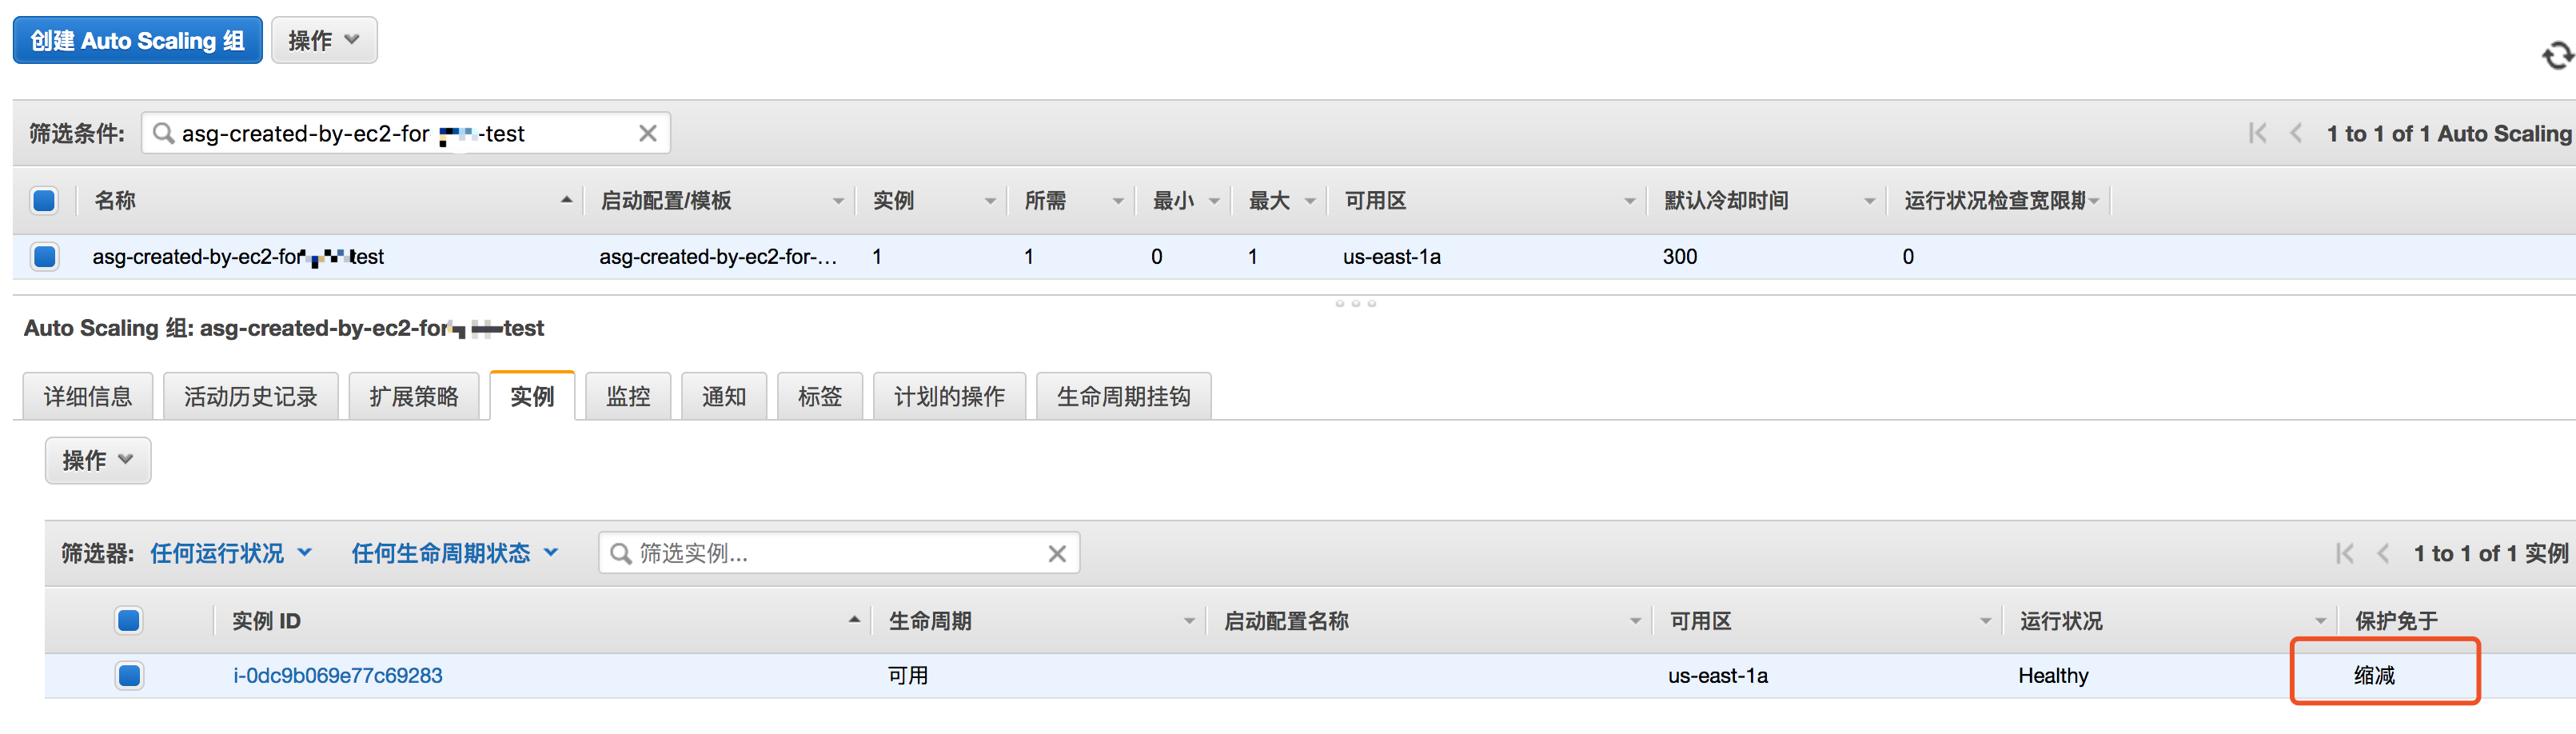 创建 Auto Scaling 组 操作
筛选条件: asg-created-by-ec2-for- -test 1 to 1 of 1 Auto Scaling
名称 启动配置/模板 实例 所需 最小 最大 可用区 默认冷却时间 运行状况检查宽限期
asg-created-by-ec2-for test asg-created-by-ec2-for-... 1 1 0 1 us-east-1a 300 0
Auto Scaling 组: asg-created-by-ec2-for test
详细信息 活动历史记录 扩展策略 实例 监控 通知 标签 计划的操作 生命周期挂钩
操作
筛选器: 任何运行状况 任何生命周期状态 筛选实例... 1 to 1 of 1 实例
实例 ID 生命周期 启动配置名称 可用区 运行状况 保护免于
i-0dc9b069e77c69283 可用 us-east-1a Healthy 缩减